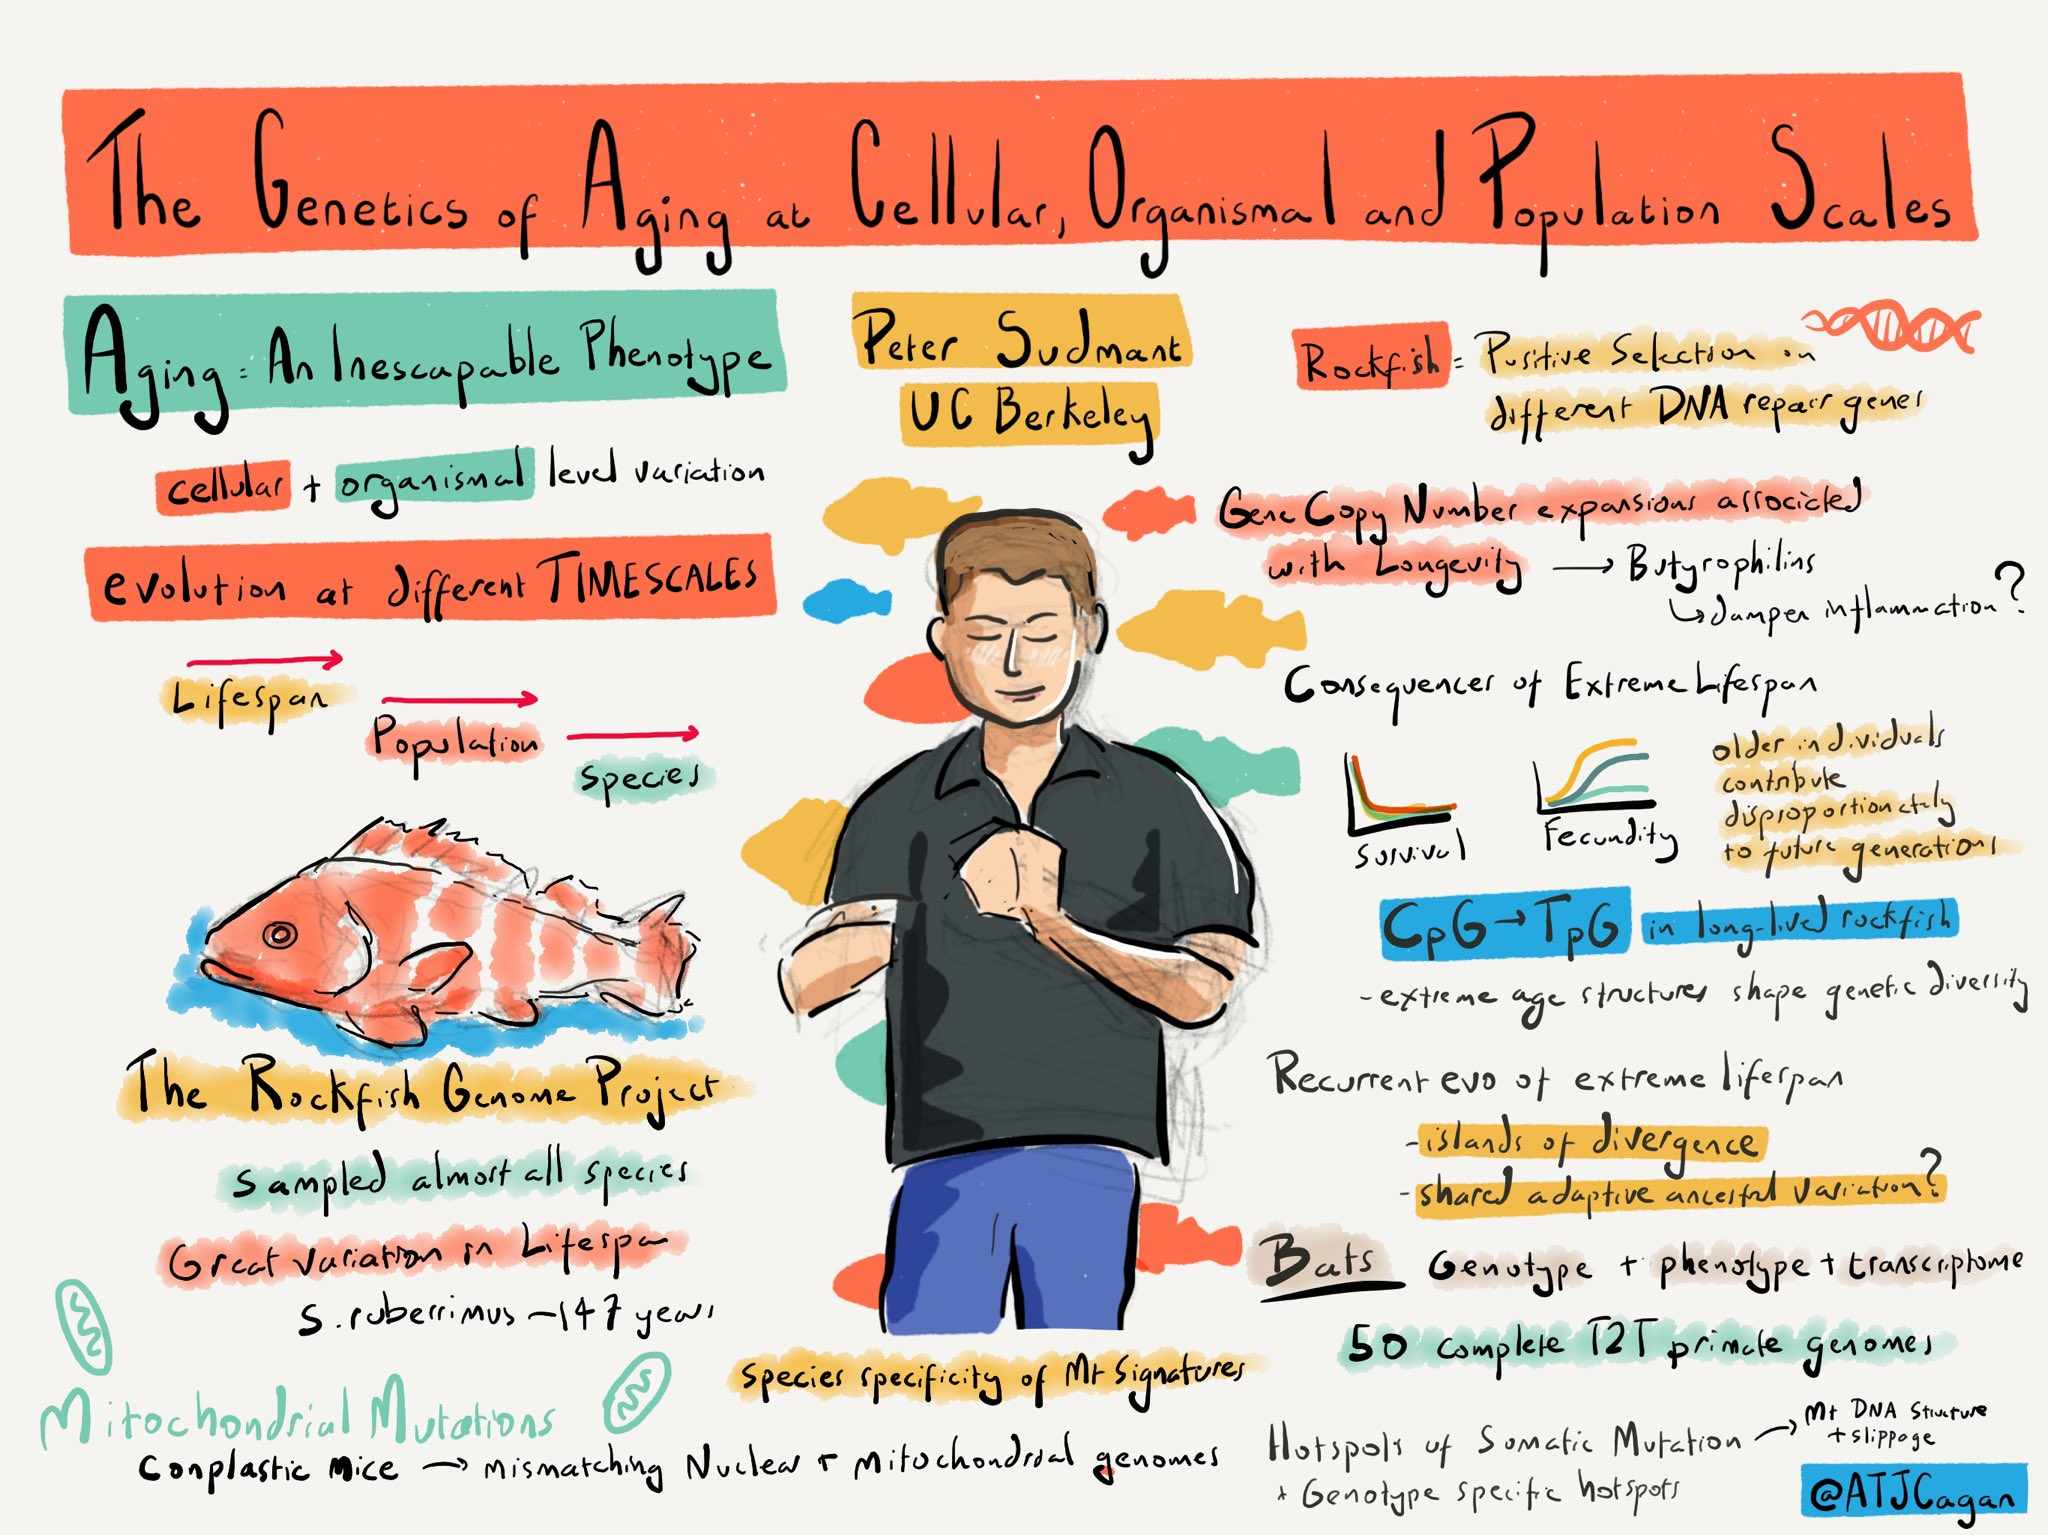 The Genetics of Aging at Cellular, Organismal and Population Scales
Aging = An Inescapable Phenotype
cellular + organismal level variation
evolution at different TIMESCALES
Lifespan
Population
Species
The Rockfish Genome Project
Sampled almost all species
Great variation in Lifespan
S. ruberrimus ~147 years
Mitochondrial Mutations
Conplastic Mice → Mismatching Nuclear + Mitochondrial genomes
Peter Sudmant
UC Berkeley
Species specificity of Mt Signatures
Rockfish = Positive Selection on
different DNA repair genes
Gene Copy Number expansions associated
with Longevity → Butyrophilins
↳ dampen inflammation?
Consequences of Extreme Lifespan
Survival
Fecundity
older individuals
contribute
disproportionately
to future generations
CpG → TpG in long-lived rockfish
- extreme age structures shape genetic diversity
Recurrent evo of extreme lifespan
- islands of divergence
- shared adaptive ancestral variation?
Bats Genotype + phenotype + transcriptome
50 complete T2T primate genomes
Hotspots of Somatic Mutation → Mt DNA Structure
+ slippage
+ Genotype specific hotspots
@ATJCagan